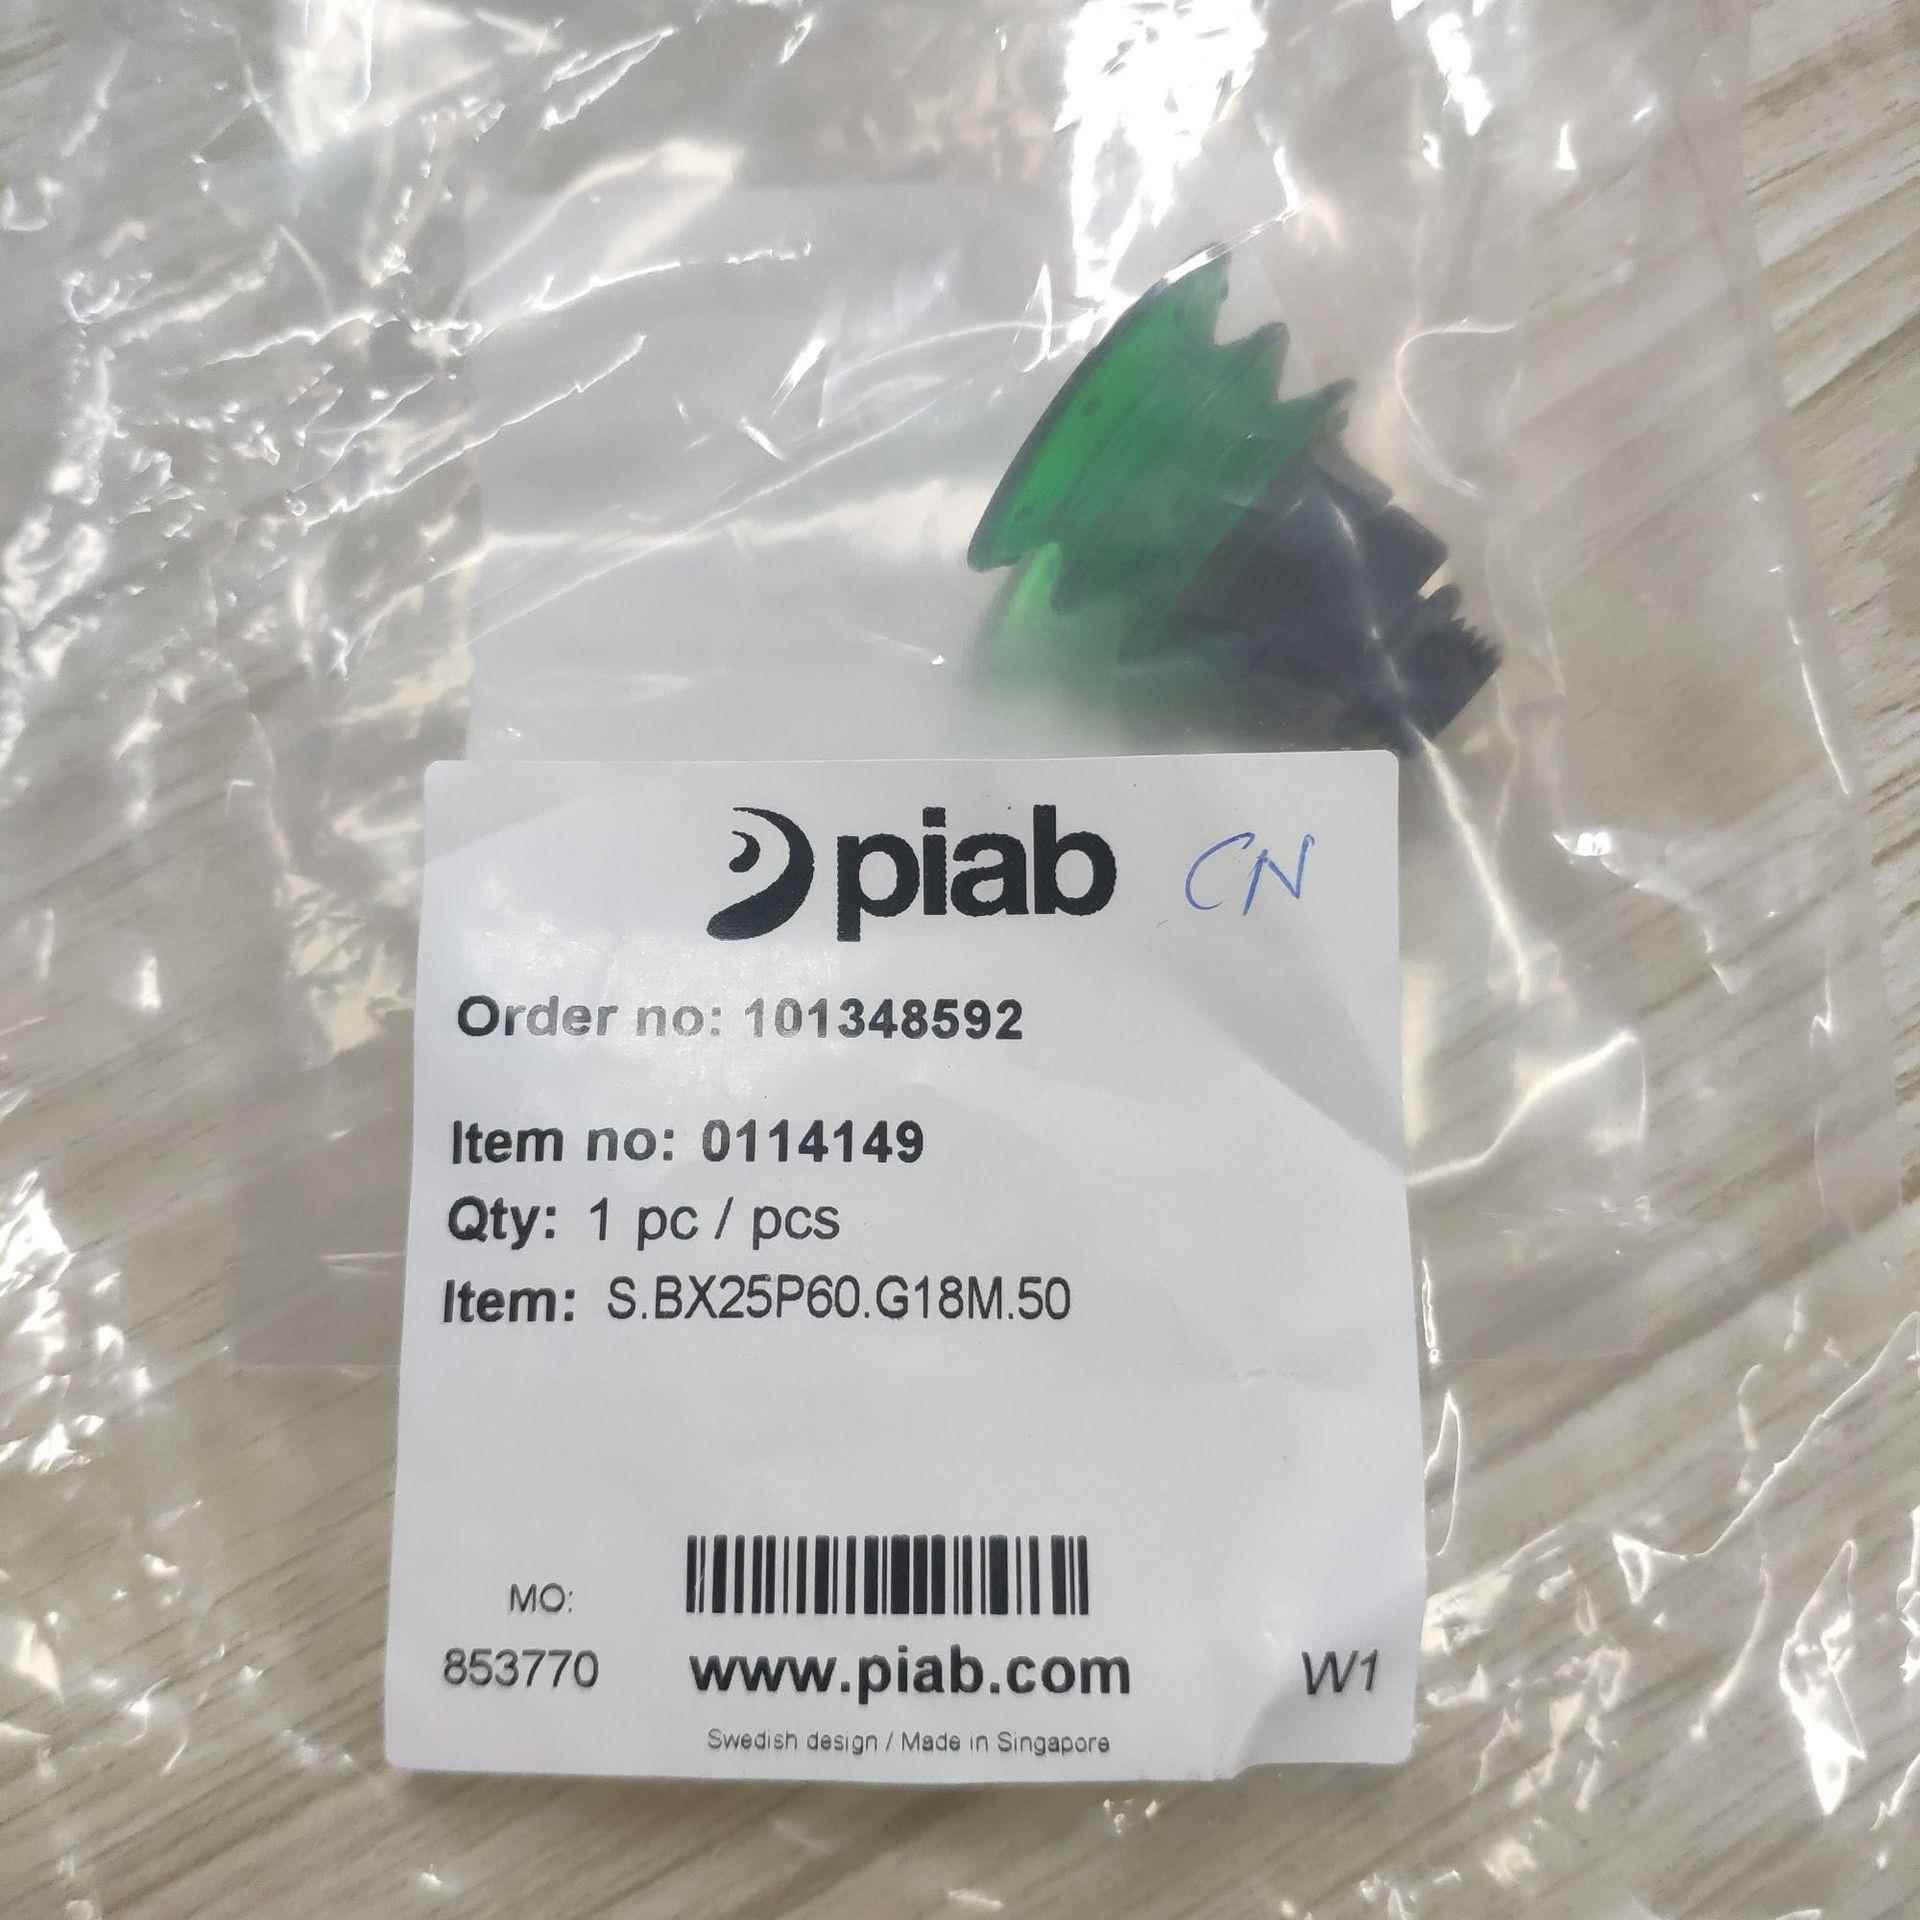 piab CN
Order no: 101348592
Item no: 0114149
Qty: 1 pc / pcs
Item: S.BX25P60.G18M.50
MO:
853770 www.piab.com W1
Swedish design / Made in Singapore